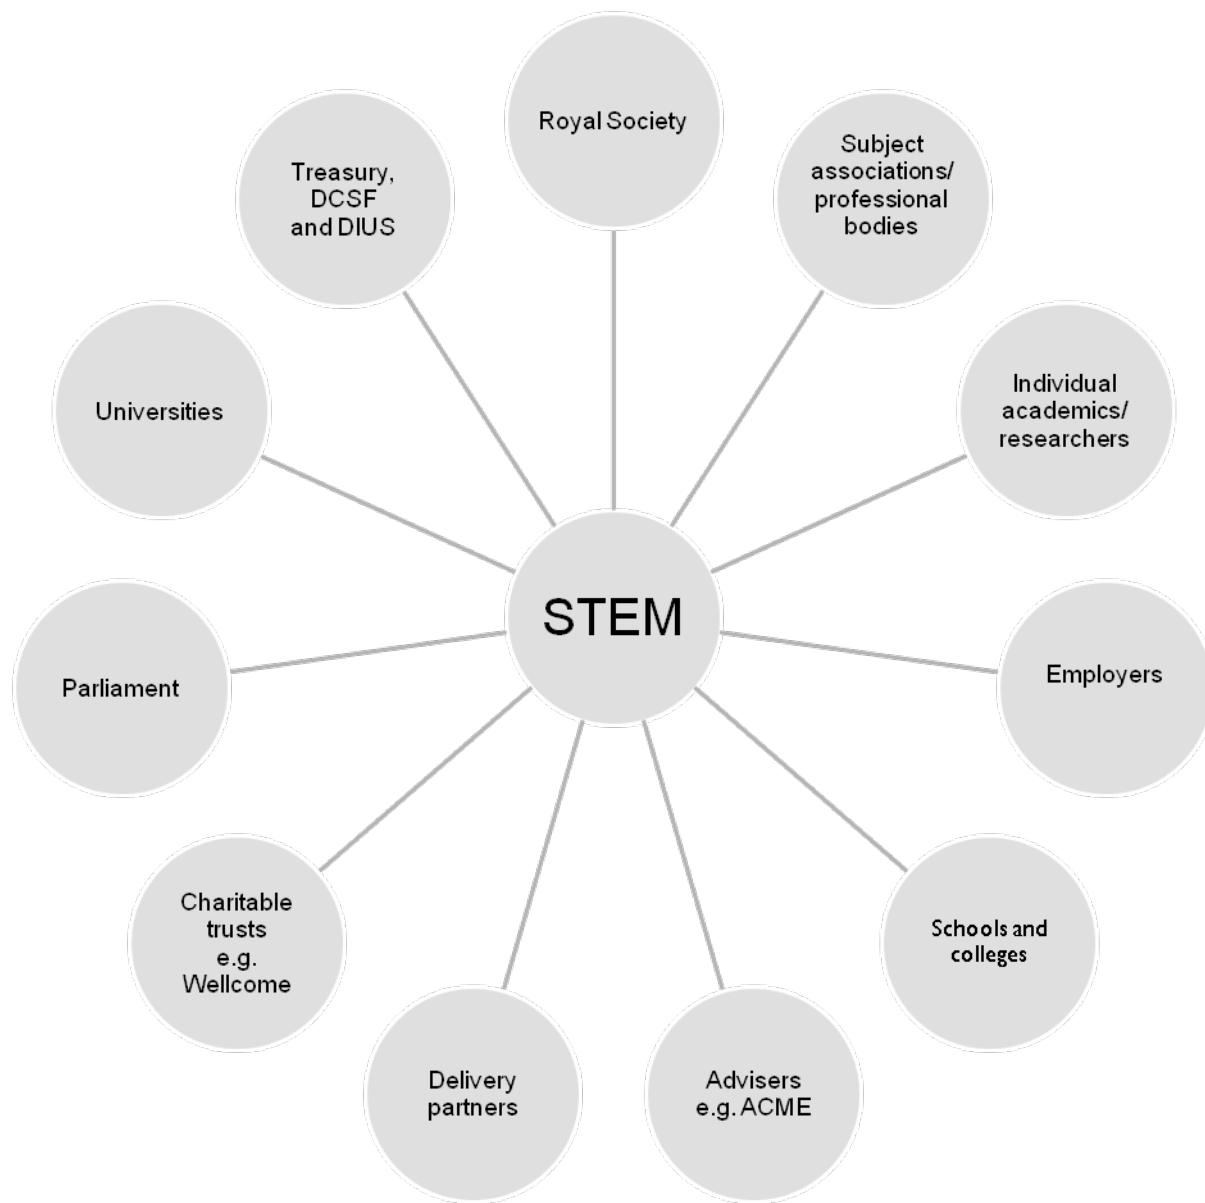 Royal Society
Subject
associations/
professional
bodies
Individual
academics/
researchers
Employers
Schools and
colleges
Advisers
e.g. ACME
Delivery
partners
Charitable
trusts
e.g.
Wellcome
Parliament
Universities
Treasury,
DCSF
and DIUS
STEM